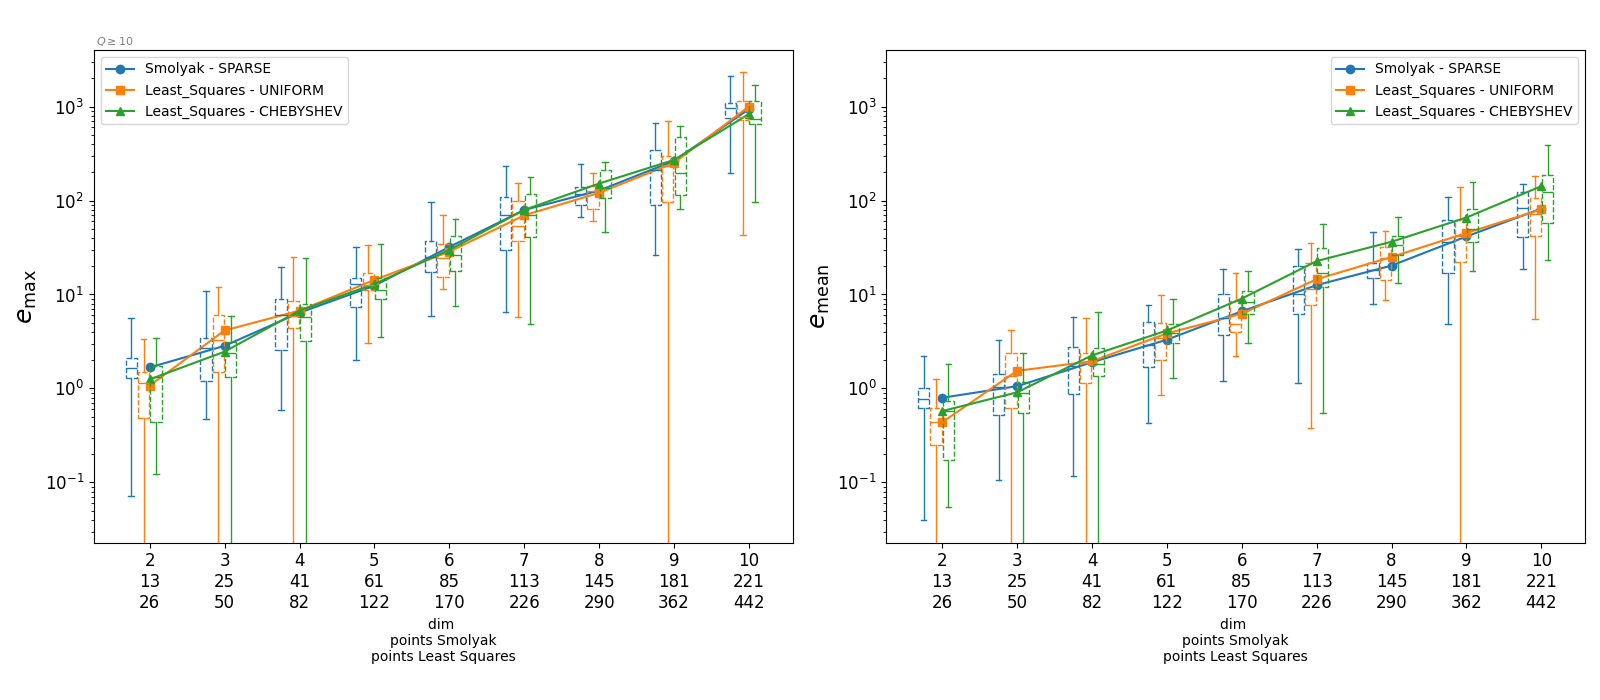 Q ≥ 10
Smolyak - SPARSE
Least_Squares - UNIFORM
Least_Squares - CHEBYSHEV
10³
10²
10¹
10⁰
10⁻¹
e_max
2 3 4 5 6 7 8 9 10
13 25 41 61 85 113 145 181 221
26 50 82 122 170 226 290 362 442
dim
points Smolyak
points Least Squares
Smolyak - SPARSE
Least_Squares - UNIFORM
Least_Squares - CHEBYSHEV
10³
10²
10¹
10⁰
10⁻¹
e_mean
2 3 4 5 6 7 8 9 10
13 25 41 61 85 113 145 181 221
26 50 82 122 170 226 290 362 442
dim
points Smolyak
points Least Squares